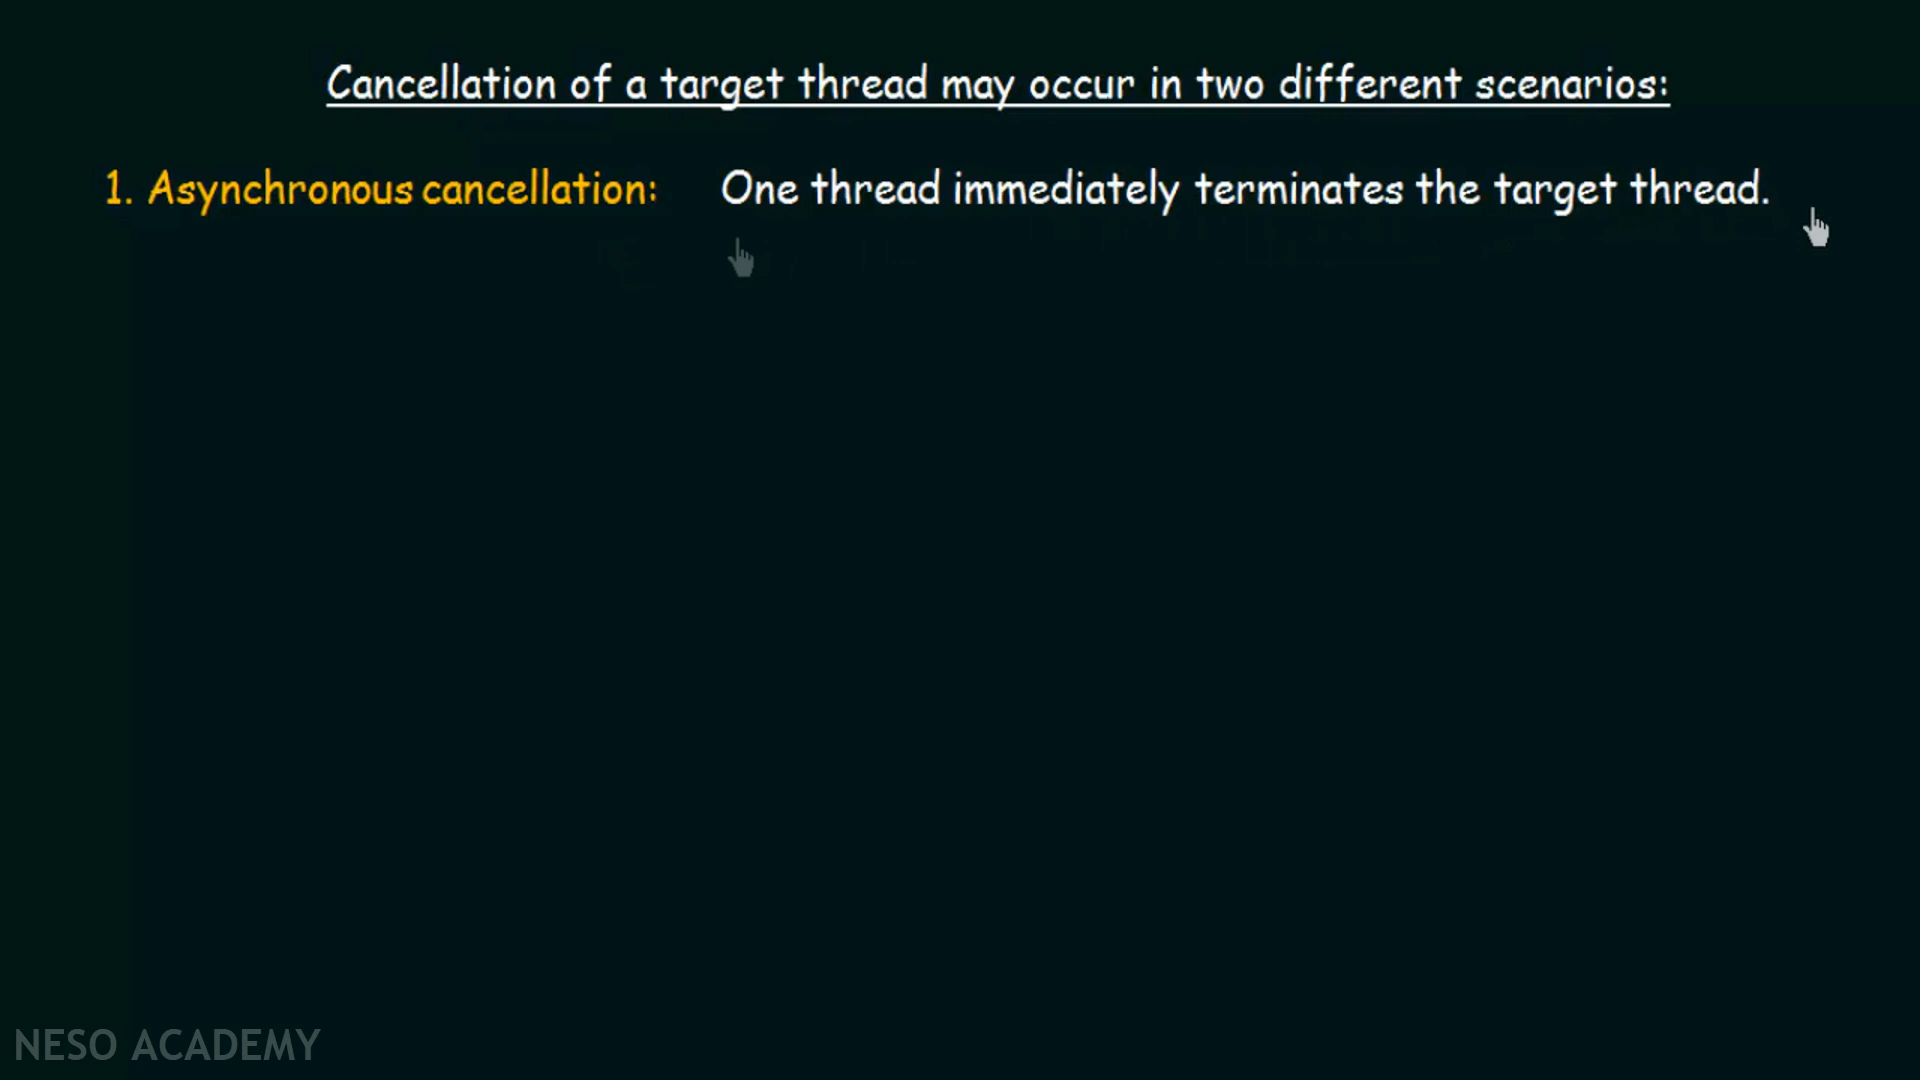 Cancellation of a target thread may occur in two different scenarios:
1. Asynchronous cancellation: One thread immediately terminates the target thread.
NESO ACADEMY